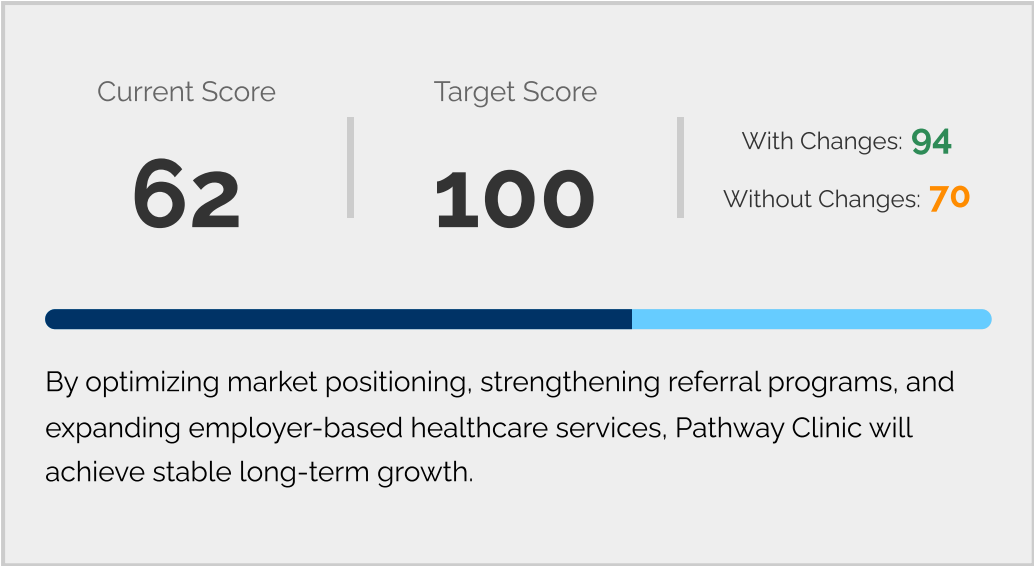 Current Score
62
Target Score
100
With Changes: 94
Without Changes: 70
By optimizing market positioning, strengthening referral programs, and
expanding employer-based healthcare services, Pathway Clinic will
achieve stable long-term growth.